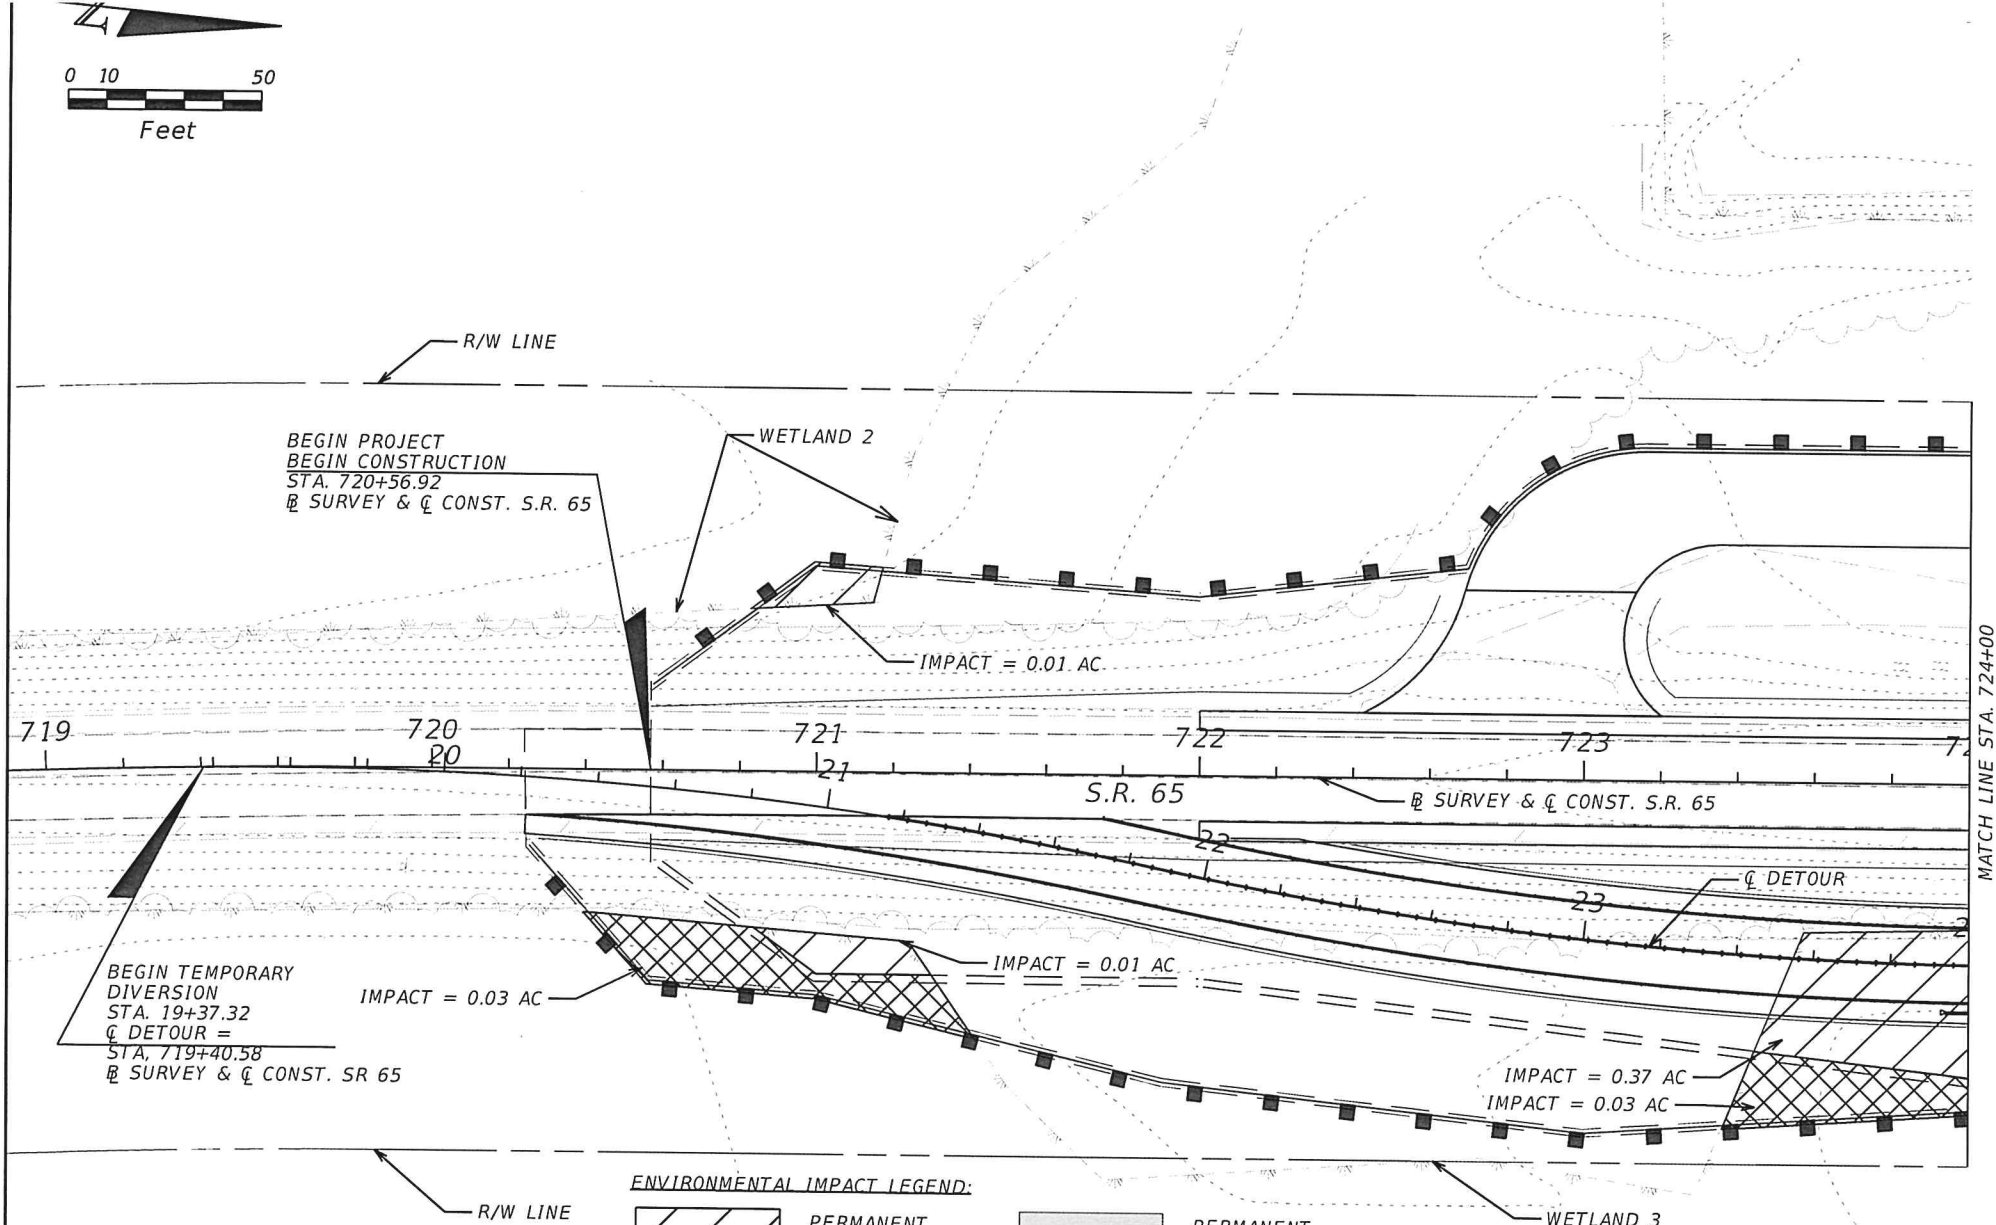 0 10 50
Feet
R/W LINE
BEGIN PROJECT
BEGIN CONSTRUCTION
STA. 720+56.92
℄ SURVEY & ℄ CONST. S.R. 65
WETLAND 2
IMPACT = 0.01 AC
719
720
721
722
723
20
21
S.R. 65
℄ SURVEY & ℄ CONST. S.R. 65
22
℄ DETOUR
23
MATCH LINE STA. 724+00
BEGIN TEMPORARY
DIVERSION
STA. 19+37.32
℄ DETOUR =
STA, 719+40.58
℄ SURVEY & ℄ CONST. SR 65
IMPACT = 0.03 AC
IMPACT = 0.01 AC
IMPACT = 0.37 AC
IMPACT = 0.03 AC
ENVIRONMENTAL IMPACT LEGEND:
R/W LINE
PERMANENT
PERMANENT
WETLAND 3